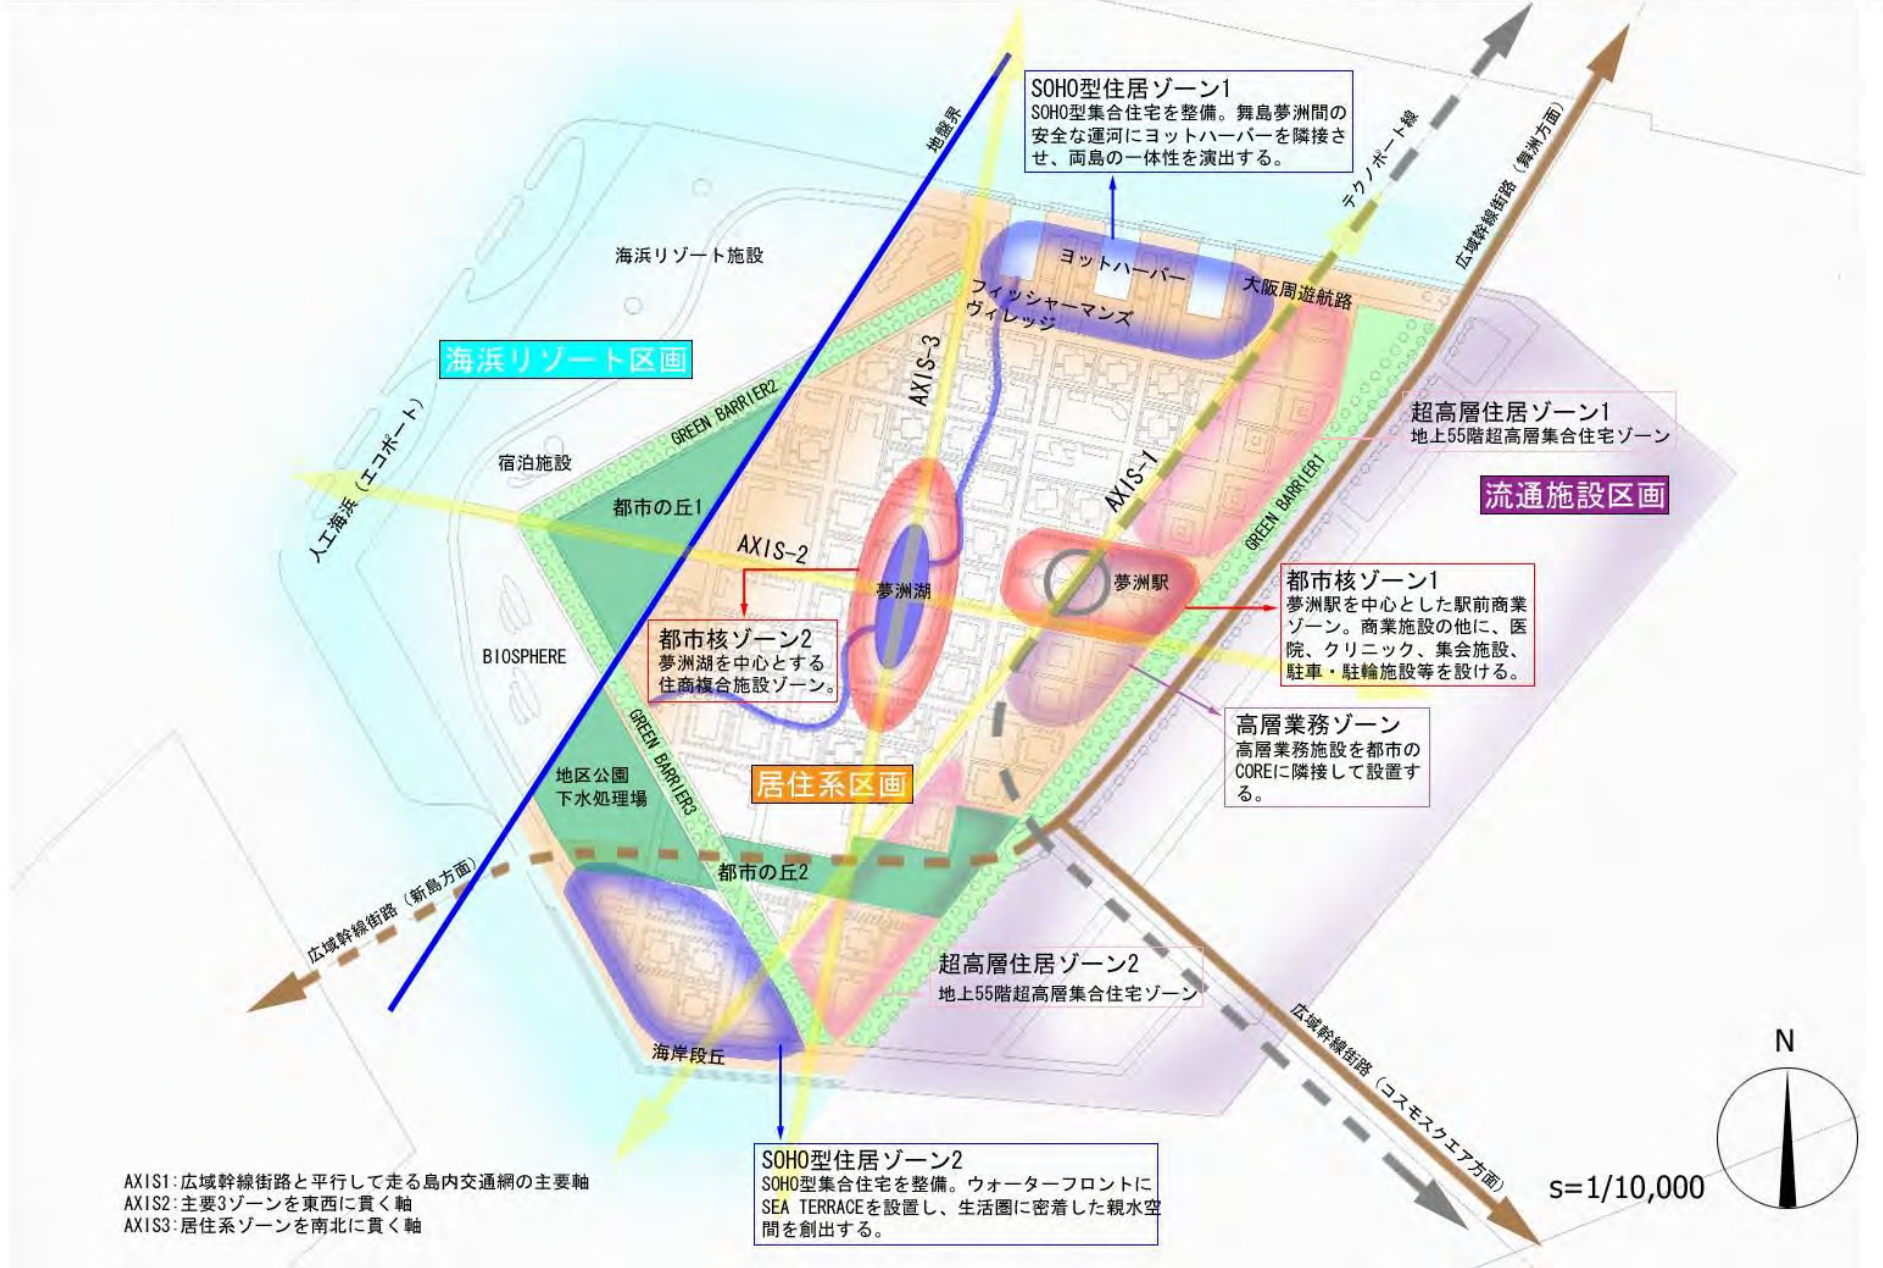 SOHO型住居ゾーン1
SOHO型集合住宅を整備。舞島夢洲間の
安全な運河にヨットハーバーを隣接さ
せ、両島の一体性を演出する。
地盤界
テクノポート線
広域幹線街路（舞洲方面）
海浜リゾート施設
ヨットハーバー
大阪周遊航路
フィッシャーマンズ
ヴィレッジ
海浜リゾート区画
AXIS-3
GREEN BARRIER2
超高層住居ゾーン1
地上55階超高層集合住宅ゾーン
人工海浜（エコポート）
宿泊施設
AXIS-1
GREEN BARRIER1
流通施設区画
都市の丘1
AXIS-2
夢洲湖
夢洲駅
都市核ゾーン1
夢洲駅を中心とした駅前商業
ゾーン。商業施設の他に、医
院、クリニック、集会施設、
駐車・駐輪施設等を設ける。
都市核ゾーン2
夢洲湖を中心とする
住商複合施設ゾーン。
BIOSPHERE
GREEN BARRIER3
高層業務ゾーン
高層業務施設を都市の
COREに隣接して設置す
る。
地区公園
下水処理場
居住系区画
都市の丘2
広域幹線街路（新島方面）
超高層住居ゾーン2
地上55階超高層集合住宅ゾーン
海岸段丘
広域幹線街路（コスモスクエア方面）
N
SOHO型住居ゾーン2
SOHO型集合住宅を整備。ウォーターフロントに
SEA TERRACEを設置し、生活圏に密着した親水空
間を創出する。
AXIS1:広域幹線街路と平行して走る島内交通網の主要軸
AXIS2:主要3ゾーンを東西に貫く軸
AXIS3:居住系ゾーンを南北に貫く軸
s=1/10,000